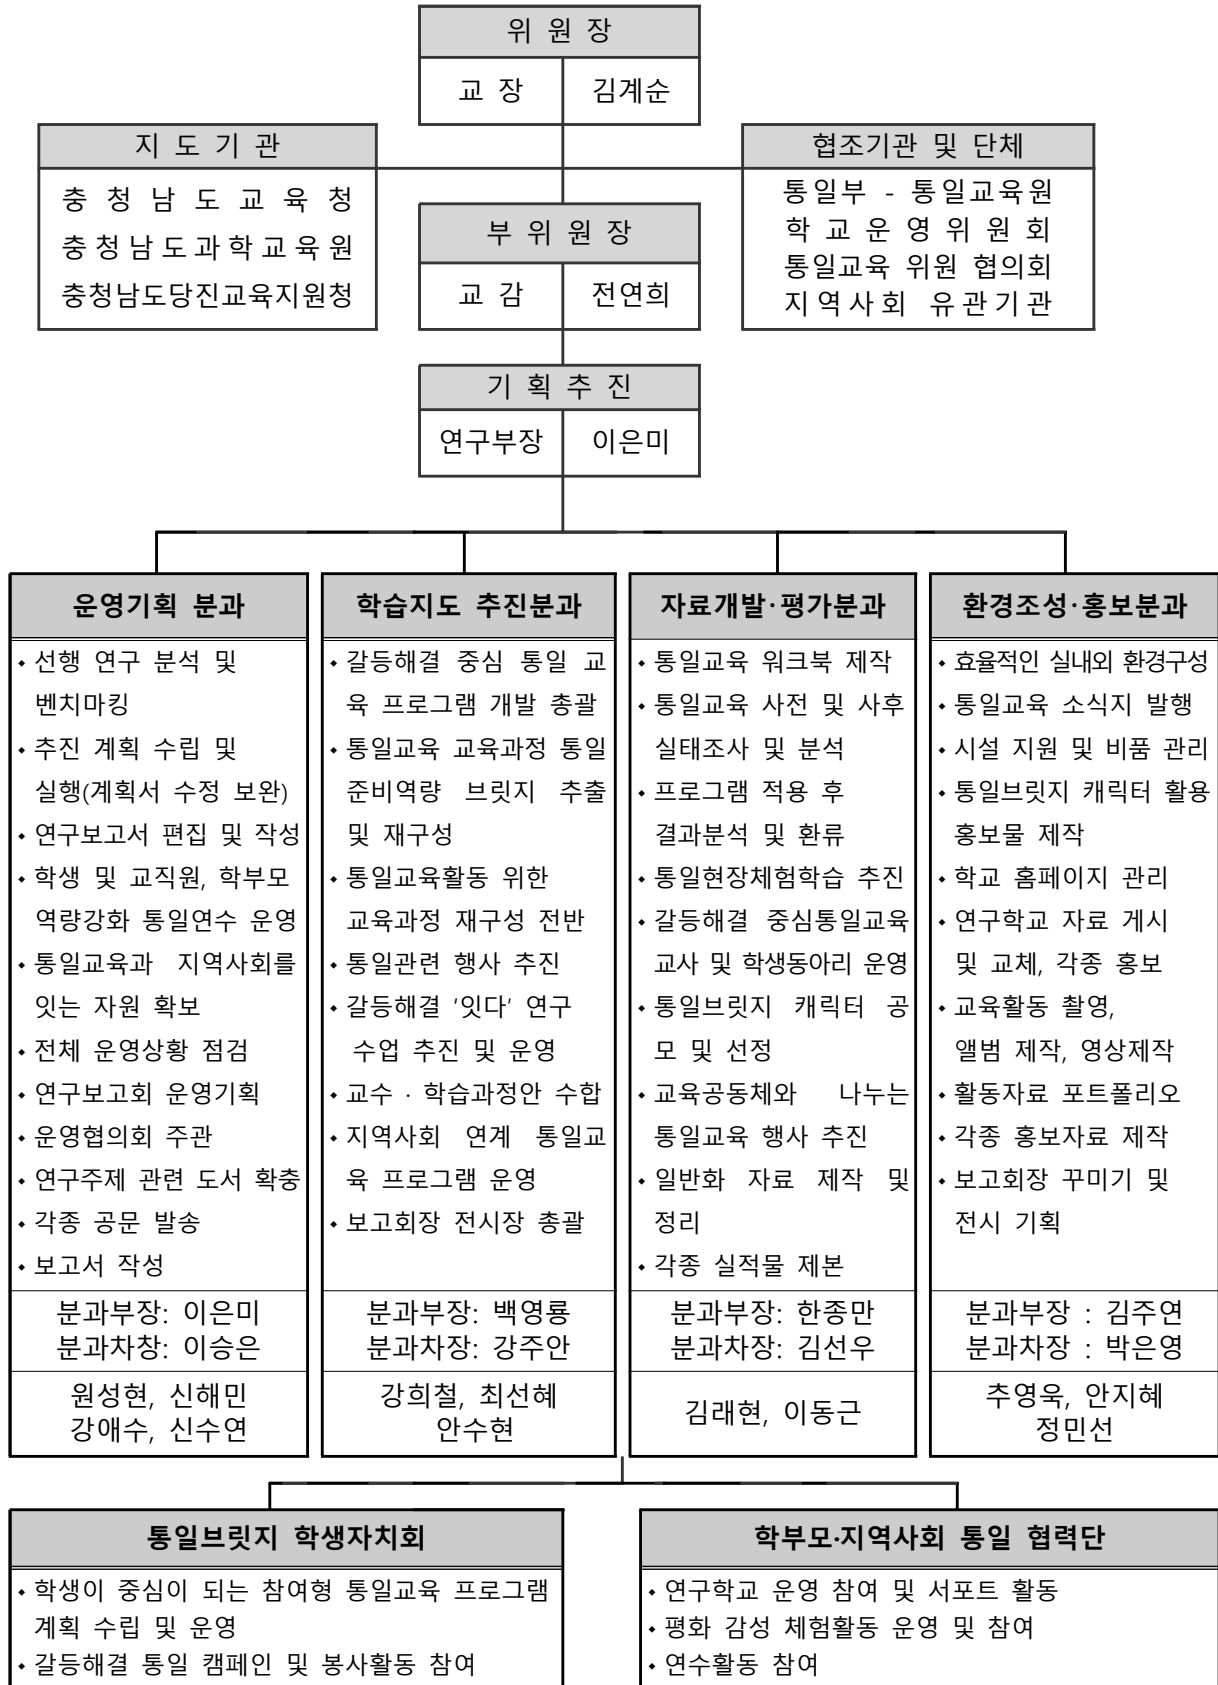 위 원 장
교 장 김계순
지 도 기 관
충 청 남 도 교 육 청
충청남도과학교육원
충청남도당진교육지원청
협조기관 및 단체
통일부 - 통일교육원
학 교 운 영 위 원 회
통일교육 위원 협의회
지역사회 유관기관
부 위 원 장
교 감 전연희
기 획 추 진
연구부장 이은미
운영기획 분과
• 선행 연구 분석 및
벤치마킹
• 추진 계획 수립 및
실행(계획서 수정 보완)
• 연구보고서 편집 및 작성
• 학생 및 교직원, 학부모
역량강화 통일연수 운영
• 통일교육과 지역사회를
잇는 자원 확보
• 전체 운영상황 점검
• 연구보고회 운영기획
• 운영협의회 주관
• 연구주제 관련 도서 확충
• 각종 공문 발송
• 보고서 작성
분과부장: 이은미
분과차창: 이승은
원성현, 신해민
강애수, 신수연
학습지도 추진분과
• 갈등해결 중심 통일 교
육 프로그램 개발 총괄
• 통일교육 교육과정 통일
준비역량 브릿지 추출
및 재구성
• 통일교육활동 위한
교육과정 재구성 전반
• 통일관련 행사 추진
• 갈등해결 ‘잇다’ 연구
수업 추진 및 운영
• 교수 · 학습과정안 수합
• 지역사회 연계 통일교
육 프로그램 운영
• 보고회장 전시장 총괄
분과부장: 백영룡
분과차장: 강주안
강희철, 최선혜
안수현
자료개발·평가분과
• 통일교육 워크북 제작
• 통일교육 사전 및 사후
실태조사 및 분석
• 프로그램 적용 후
결과분석 및 환류
• 통일현장체험학습 추진
• 갈등해결 중심통일교육
교사 및 학생동아리 운영
• 통일브릿지 캐릭터 공
모 및 선정
• 교육공동체와 나누는
통일교육 행사 추진
• 일반화 자료 제작 및
정리
• 각종 실적물 제본
분과부장: 한종만
분과차장: 김선우
김래현, 이동근
환경조성·홍보분과
• 효율적인 실내외 환경구성
• 통일교육 소식지 발행
• 시설 지원 및 비품 관리
• 통일브릿지 캐릭터 활용
홍보물 제작
• 학교 홈페이지 관리
• 연구학교 자료 게시
및 교체, 각종 홍보
• 교육활동 촬영,
앨범 제작, 영상제작
• 활동자료 포트폴리오
• 각종 홍보자료 제작
• 보고회장 꾸미기 및
전시 기획
분과부장 : 김주연
분과차장 : 박은영
추영욱, 안지혜
정민선
통일브릿지 학생자치회
• 학생이 중심이 되는 참여형 통일교육 프로그램
계획 수립 및 운영
• 갈등해결 통일 캠페인 및 봉사활동 참여
학부모·지역사회 통일 협력단
• 연구학교 운영 참여 및 서포트 활동
• 평화 감성 체험활동 운영 및 참여
• 연수활동 참여